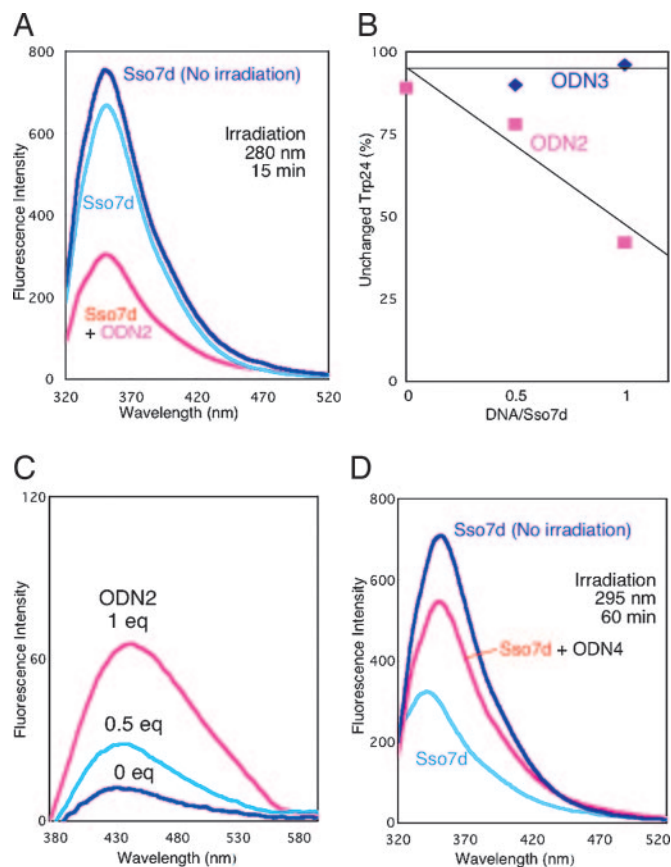 A
800
600
400
200
0
320
370
420
470
520
Fluorescence Intensity
Wavelength (nm)
Sso7d (No irradiation)
Irradiation
280 nm
15 min
Sso7d
Sso7d
+ ODN2
B
100
75
50
25
0
0
0.5
1
Unchanged Trp24 (%)
DNA/Sso7d
ODN3
ODN2
C
120
60
0
380
430
480
530
Fluorescence Intensity
Wavelength (nm)
ODN2
1 eq
0.5 eq
0 eq
D
800
600
400
200
0
320
370
420
470
Fluorescence Intensity
Wavelength (nm)
Sso7d (No irradiation)
Irradiation
295 nm
60 min
Sso7d + ODN4
Sso7d